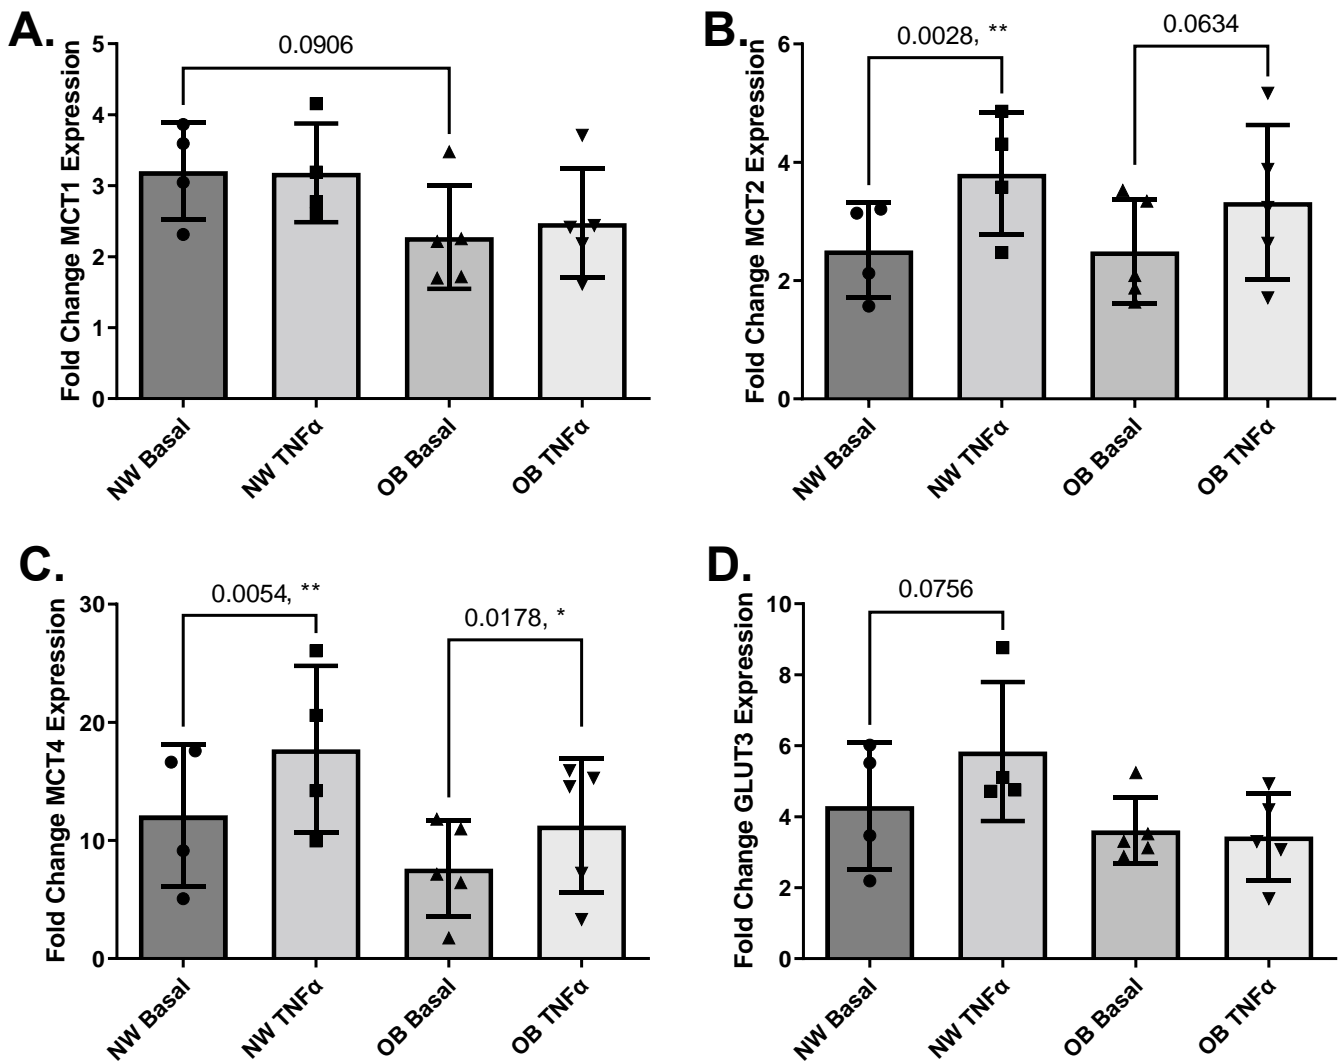 A.
Fold Change MCT1 Expression
5
4
3
2
1
0
0.0906
NW Basal
NW TNFα
OB Basal
OB TNFα
B.
Fold Change MCT2 Expression
6
4
2
0
0.0028, **
0.0634
NW Basal
NW TNFα
OB Basal
OB TNFα
C.
Fold Change MCT4 Expression
30
20
10
0
0.0054, **
0.0178, *
NW Basal
NW TNFα
OB Basal
OB TNFα
D.
Fold Change GLUT3 Expression
10
8
6
4
2
0
0.0756
NW Basal
NW TNFα
OB Basal
OB TNFα